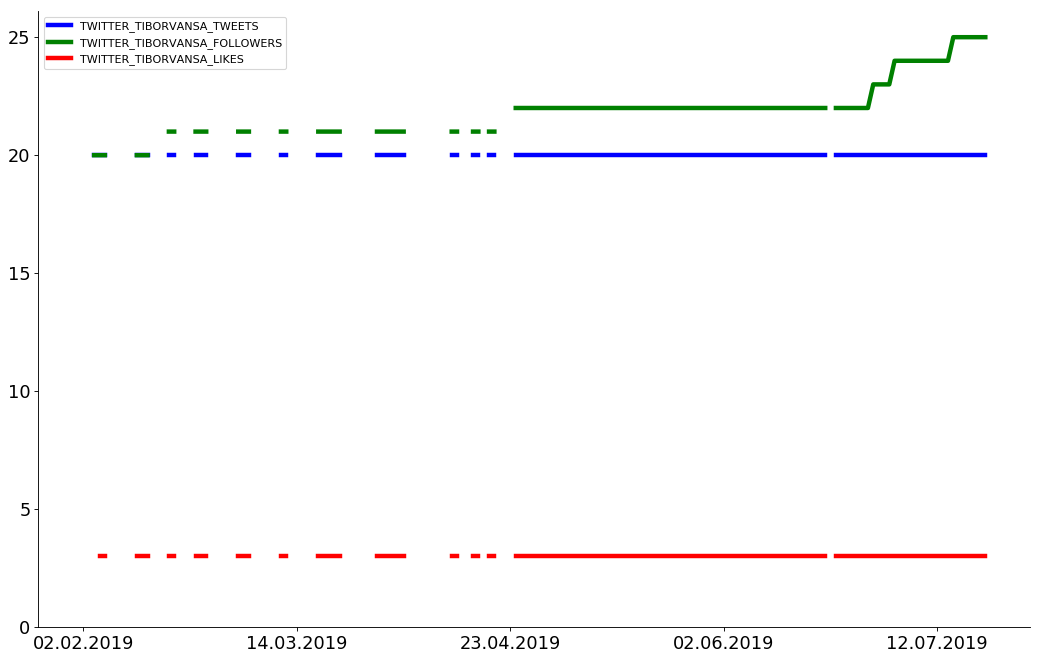 TWITTER_TIBORVANSA_TWEETS
TWITTER_TIBORVANSA_FOLLOWERS
TWITTER_TIBORVANSA_LIKES
25
20
15
10
5
0
02.02.2019 14.03.2019 23.04.2019 02.06.2019 12.07.2019